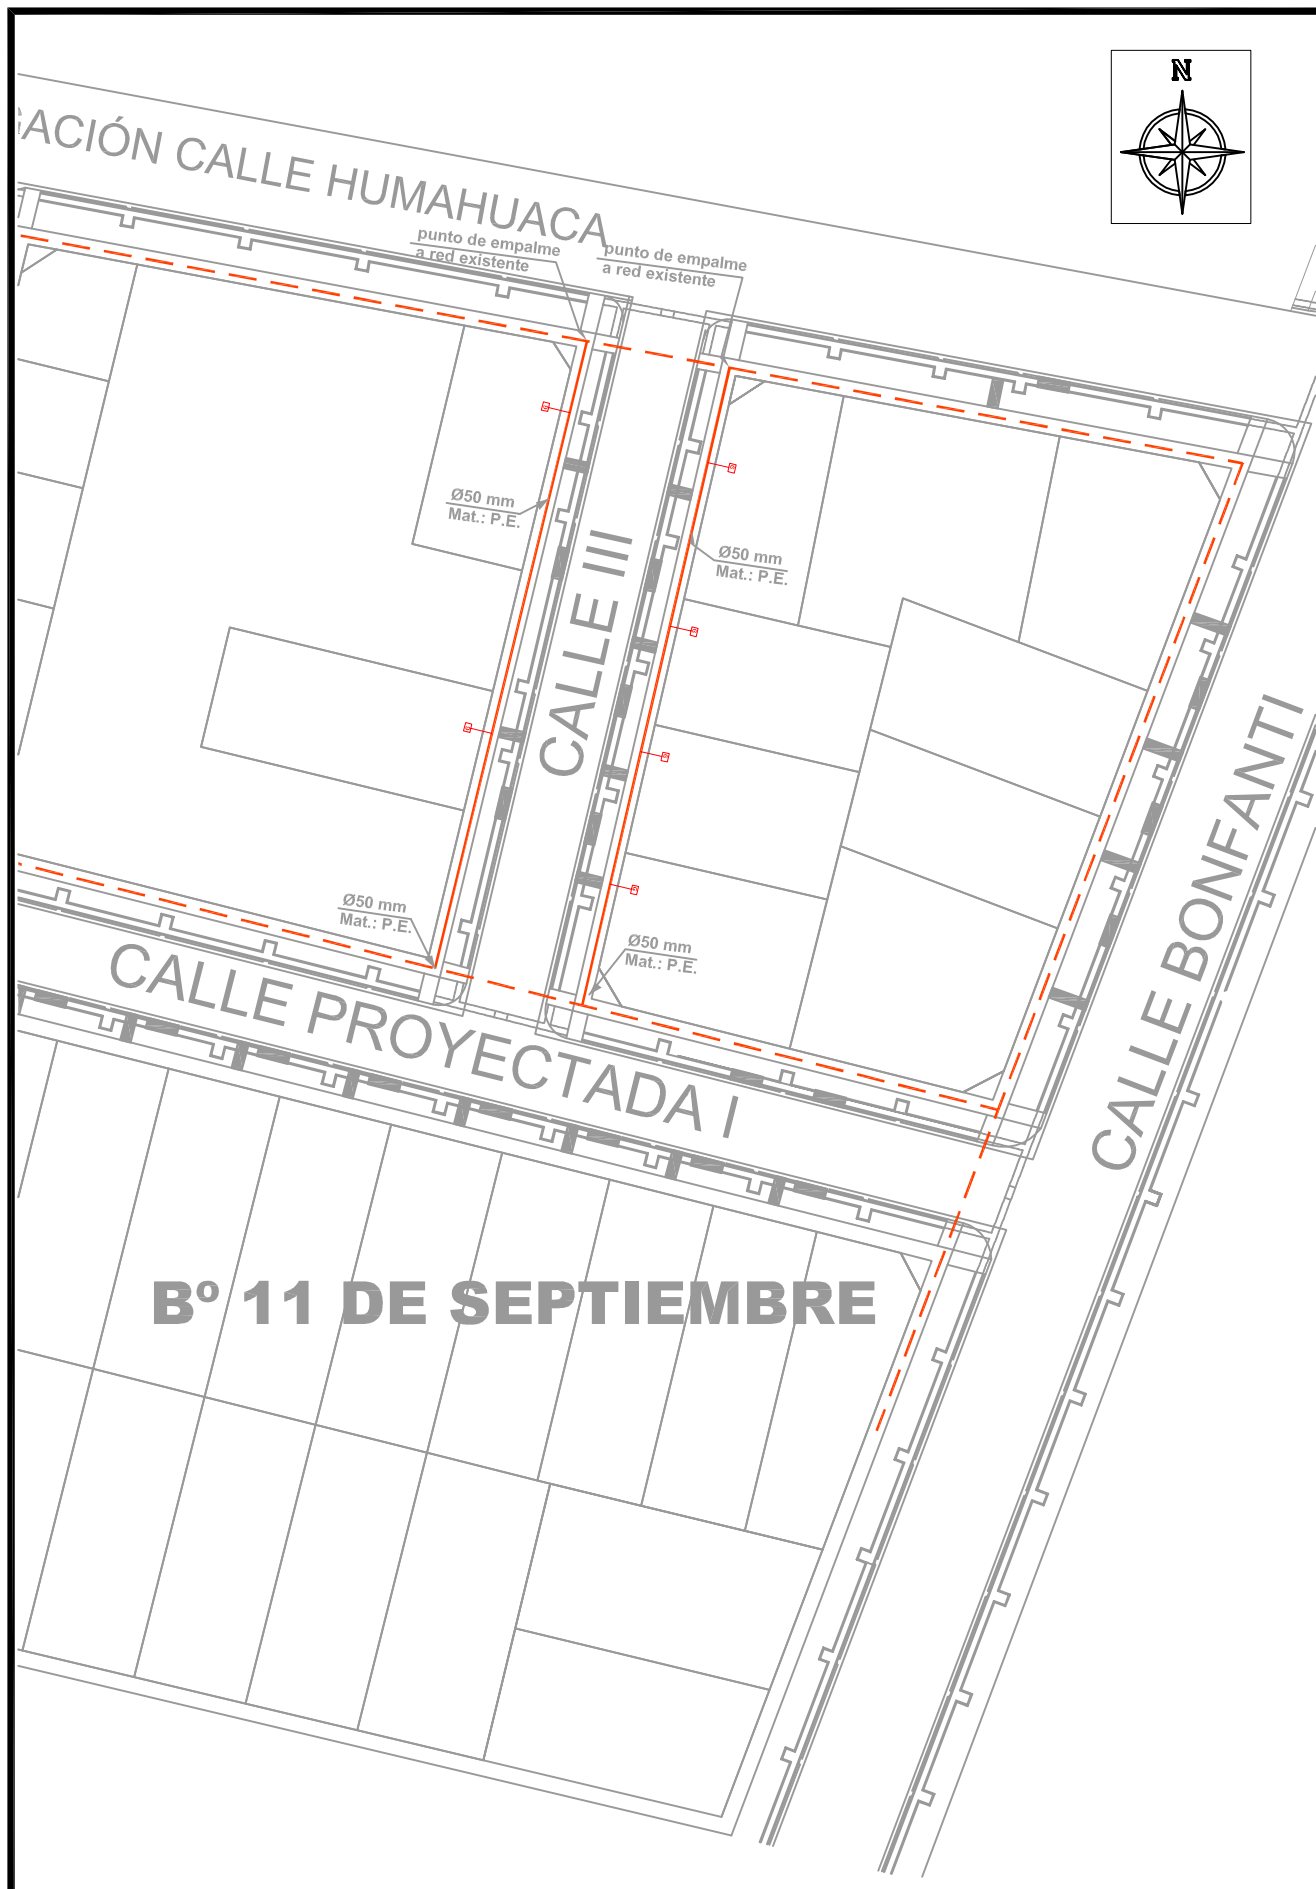 N
GACIÓN CALLE HUMAHUACA
punto de empalme
a red existente
punto de empalme
a red existente
Ø50 mm
Mat.: P.E.
Ø50 mm
Mat.: P.E.
CALLE III
CALLE BONFANTI
Ø50 mm
Mat.: P.E.
Ø50 mm
Mat.: P.E.
CALLE PROYECTADA I
Bº 11 DE SEPTIEMBRE